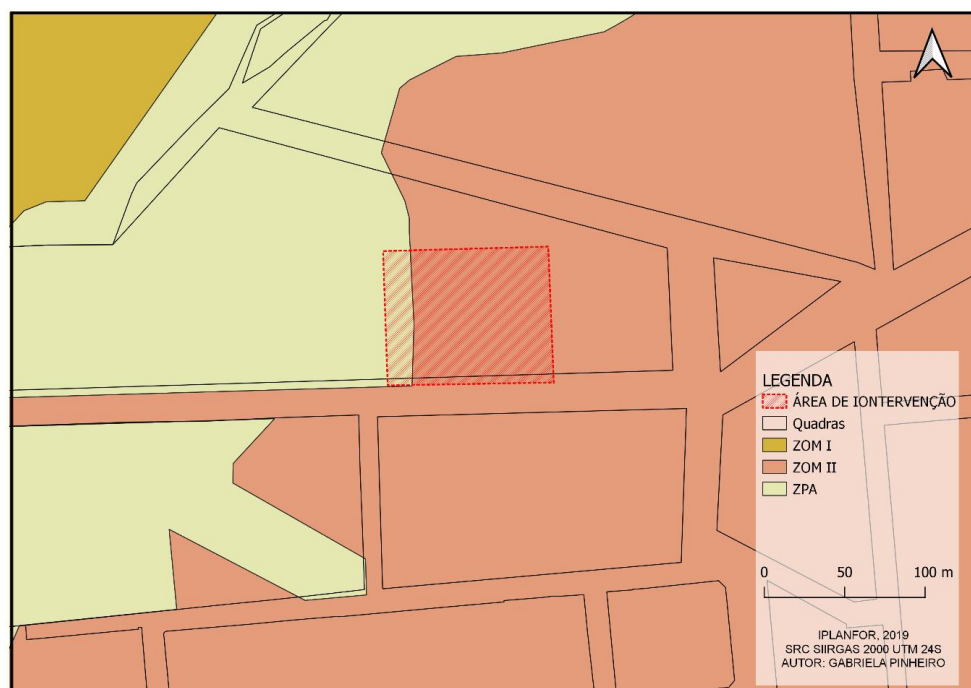 LEGENDA
ÁREA DE IONTERVENÇÃO
Quadras
ZOM I
ZOM II
ZPA
0 50 100 m
IPLANFOR, 2019
SRC SIIRGAS 2000 UTM 24S
AUTOR: GABRIELA PINHEIRO